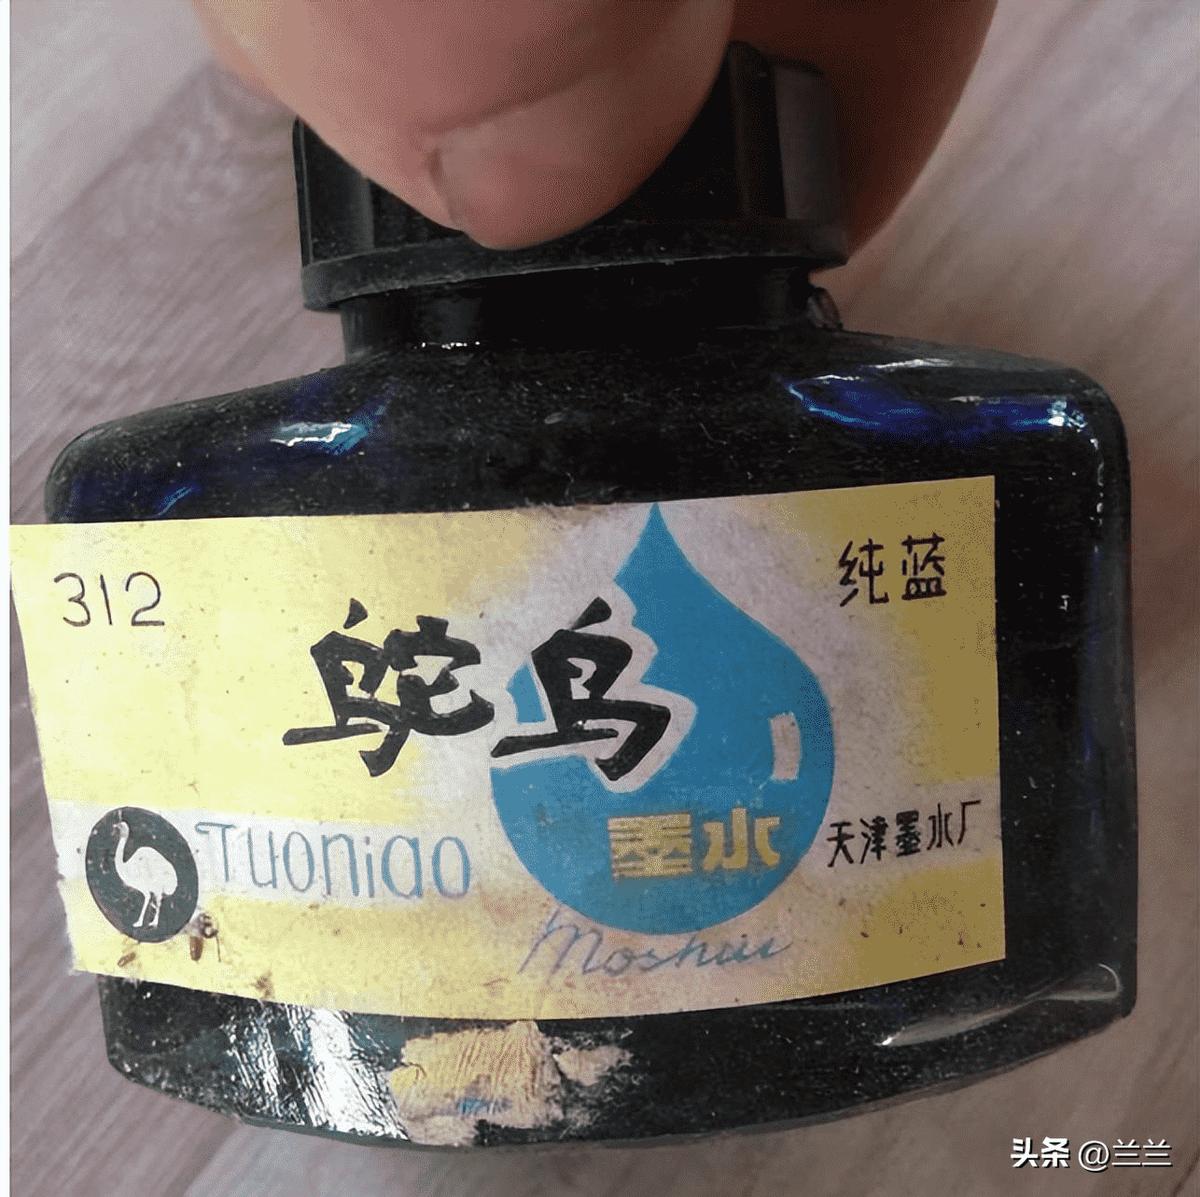 312
纯蓝
鸵鸟
墨水
Tuoniao
天津墨水厂
Moshui
头条 @兰兰